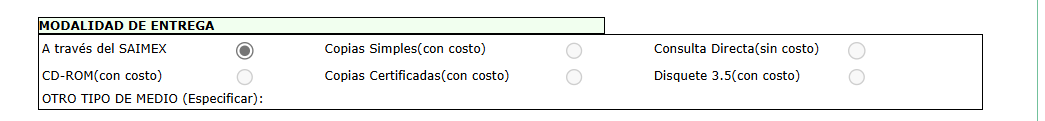 MODALIDAD DE ENTREGA
A través del SAIMEX Copias Simples(con costo) Consulta Directa(sin costo)
CD-ROM(con costo) Copias Certificadas(con costo) Disquete 3.5(con costo)
OTRO TIPO DE MEDIO (Especificar):